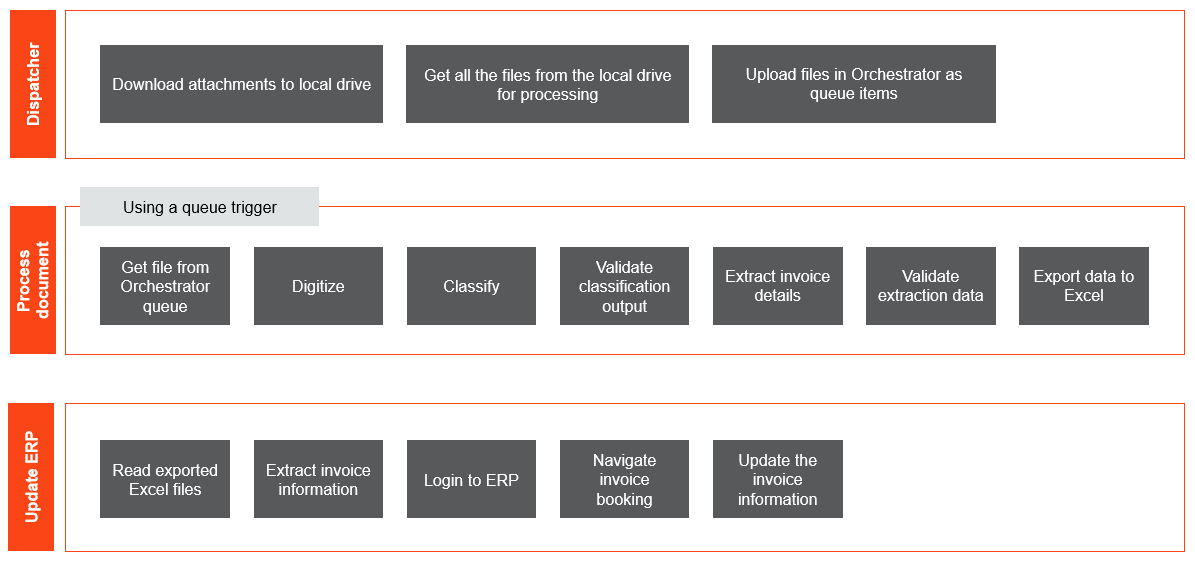 Dispatcher
Download attachments to local drive
Get all the files from the local drive
for processing
Upload files in Orchestrator as
queue items
Process
document
Using a queue trigger
Get file from
Orchestrator
queue
Digitize
Classify
Validate
classification
output
Extract invoice
details
Validate
extraction data
Export data to
Excel
Update ERP
Read exported
Excel files
Extract invoice
information
Login to ERP
Navigate
invoice
booking
Update the
invoice
information